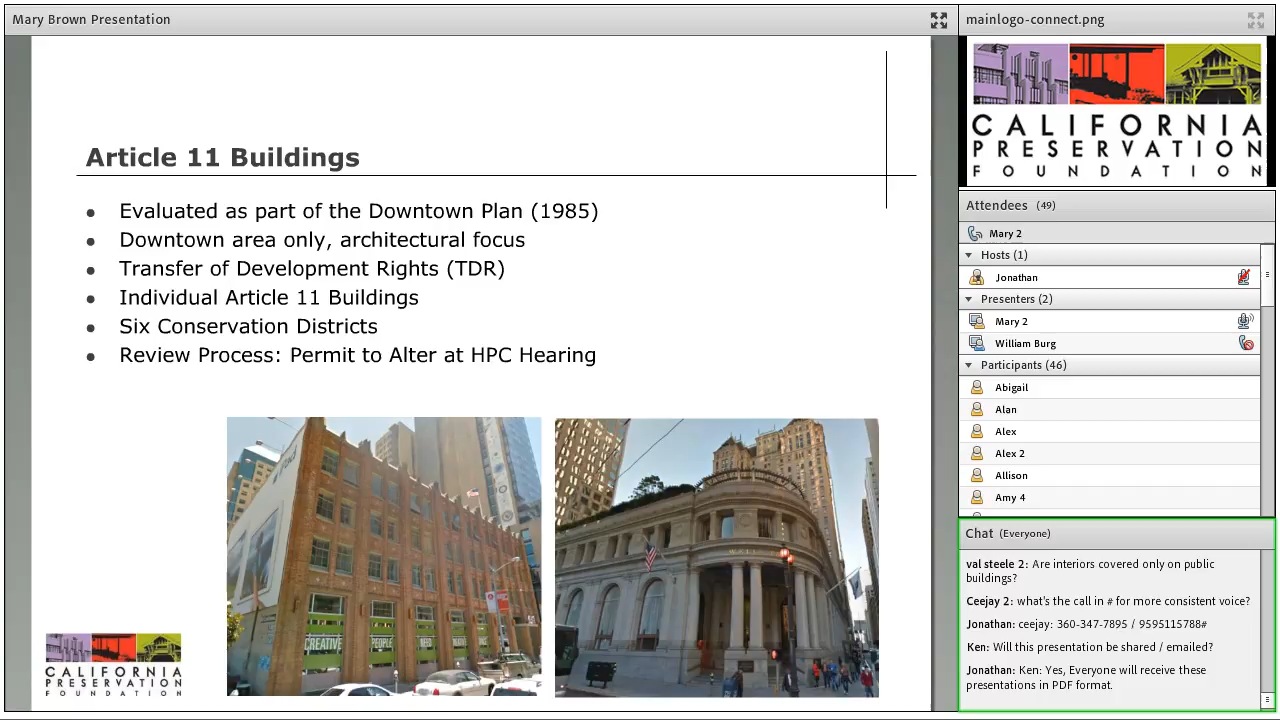 Mary Brown Presentation
Article 11 Buildings
Evaluated as part of the Downtown Plan (1985)
Downtown area only, architectural focus
Transfer of Development Rights (TDR)
Individual Article 11 Buildings
Six Conservation Districts
Review Process: Permit to Alter at HPC Hearing
CREATIVE
PEOPLE
NEED
CREATIVE
CALIFORNIA
PRESERVATION
FOUNDATION
mainlogo-connect.png
CALIFORNIA
PRESERVATION
FOUNDATION
Attendees (49)
Mary 2
Hosts (1)
Jonathan
Presenters (2)
Mary 2
William Burg
Participants (46)
Abigail
Alan
Alex
Alex 2
Allison
Amy 4
Chat (Everyone)
val steele 2: Are interiors covered only on public
buildings?
Ceejay 2: what's the call in # for more consistent voice?
Jonathan: ceejay: 360-347-7895 / 9595115788#
Ken: Will this presentation be shared / emailed?
Jonathan: Ken: Yes, Everyone will receive these
presentations in PDF format.